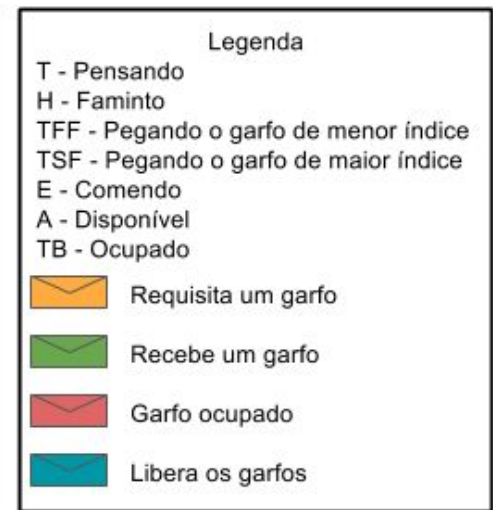 Legenda
T - Pensando
H - Faminto
TFF - Pegando o garfo de menor índice
TSF - Pegando o garfo de maior índice
E - Comendo
A - Disponível
TB - Ocupado
Requisita um garfo
Recebe um garfo
Garfo ocupado
Libera os garfos